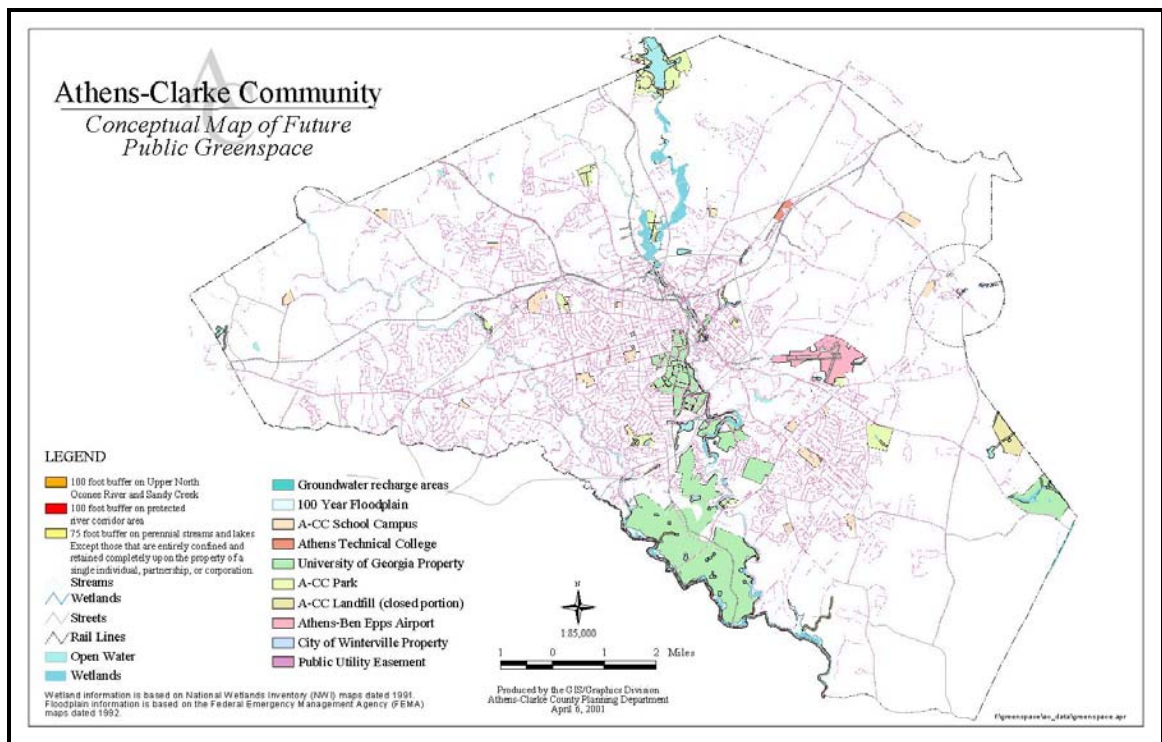 Athens-Clarke Community
Conceptual Map of Future
Public Greenspace
LEGEND
100 foot buffer on Upper North
Oconee River and Sandy Creek
100 foot buffer on protected
river corridor area
75 foot buffer on perennial streams and lakes
Except those that are entirely confined and
retained completely upon the property of a
single individual, partnership, or corporation.
Streams
Wetlands
Streets
Rail Lines
Open Water
Wetlands
Groundwater recharge areas
100 Year Floodplain
A-CC School Campus
Athens Technical College
University of Georgia Property
A-CC Park
A-CC Landfill (closed portion)
Athens-Ben Epps Airport
City of Winterville Property
Public Utility Easement
N
1:85,000
1 0 1 2 Miles
Produced by the GIS/Graphics Division
Athens-Clarke County Planning Department
April 6, 2001
Wetland information is based on National Wetlands Inventory (NWI) maps dated 1991.
Floodplain information is based on the Federal Emergency Management Agency (FEMA)
maps dated 1992.